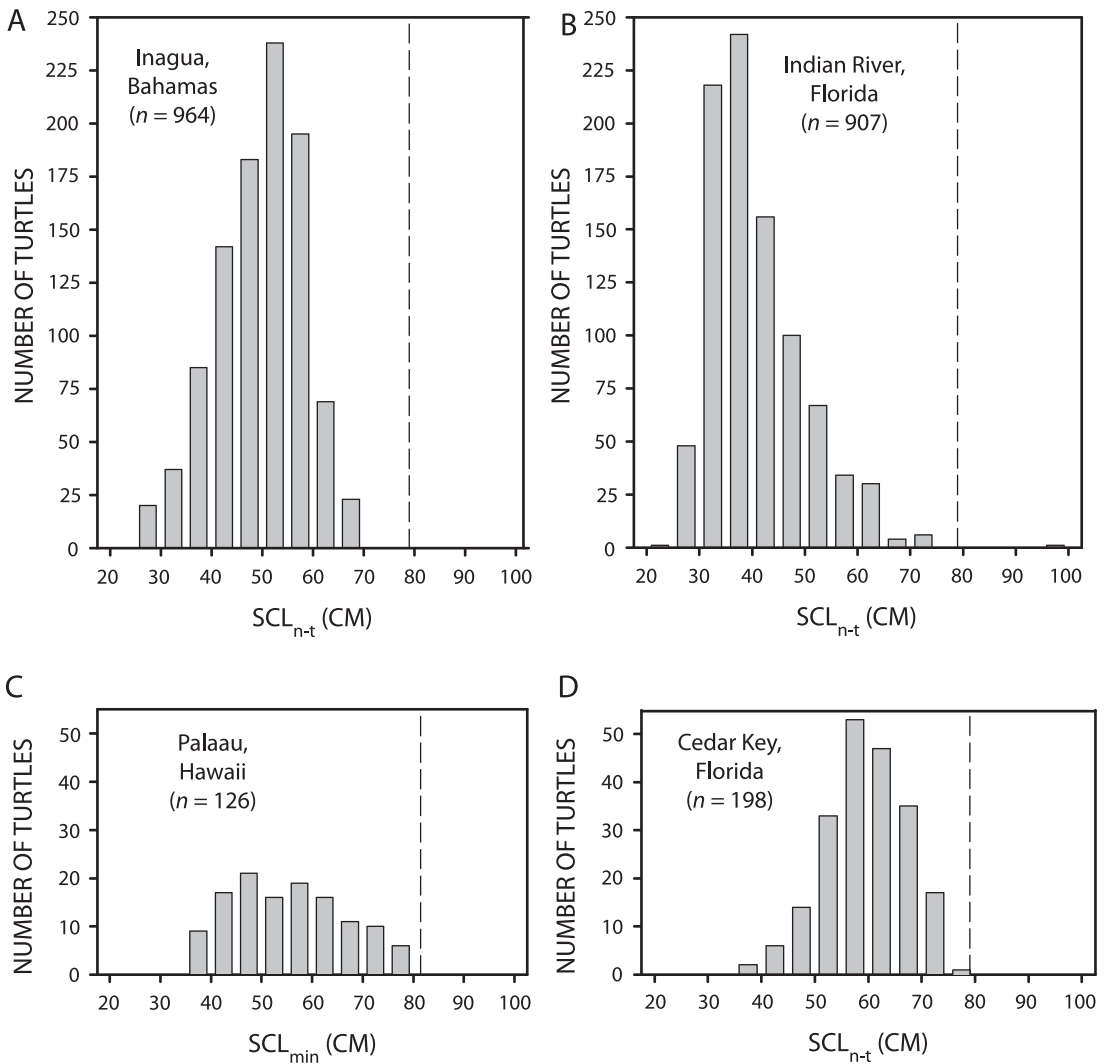 A
NUMBER OF TURTLES
250
225
200
175
150
125
100
75
50
25
0
Inagua,
Bahamas
(n = 964)
20 30 40 50 60 70 80 90 100
SCLn-t (CM)
B
NUMBER OF TURTLES
250
225
200
175
150
125
100
75
50
25
0
Indian River,
Florida
(n = 907)
20 30 40 50 60 70 80 90 100
SCLn-t (CM)
C
NUMBER OF TURTLES
50
40
30
20
10
0
Palaau,
Hawaii
(n = 126)
20 30 40 50 60 70 80 90 100
SCLmin (CM)
D
NUMBER OF TURTLES
50
40
30
20
10
0
Cedar Key,
Florida
(n = 198)
20 30 40 50 60 70 80 90 100
SCLn-t (CM)